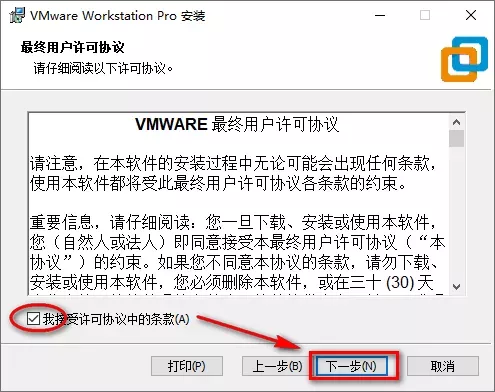 VMware Workstation Pro 安装
最终用户许可协议
请仔细阅读以下许可协议。
VMWARE 最终用户许可协议
请注意，在本软件的安装过程中无论可能会出现任何条款，
使用本软件都将受此最终用户许可协议各条款的约束。
重要信息，请仔细阅读：您一旦下载、安装或使用本软件，
您（自然人或法人）即同意接受本最终用户许可协议（“本
协议”）的约束。如果您不同意本协议的条款，请勿下载、
安装或使用本软件，您必须删除本软件，或在三十 (30) 天
我接受许可协议中的条款(A)
打印(P)
上一步(B)
下一步(N)
取消